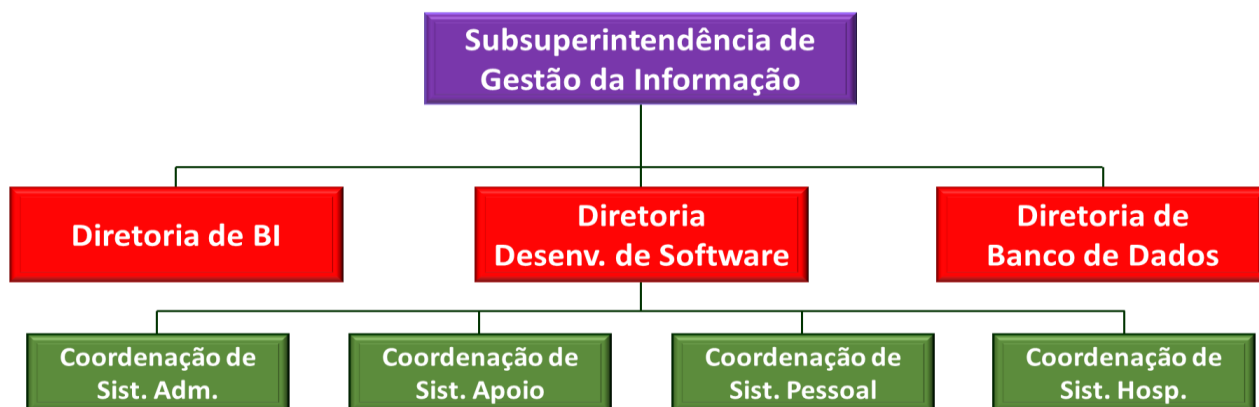 Subsuperintendência de
Gestão da Informação
Diretoria de BI
Diretoria
Desenv. de Software
Diretoria de
Banco de Dados
Coordenação de
Sist. Adm.
Coordenação de
Sist. Apoio
Coordenação de
Sist. Pessoal
Coordenação de
Sist. Hosp.